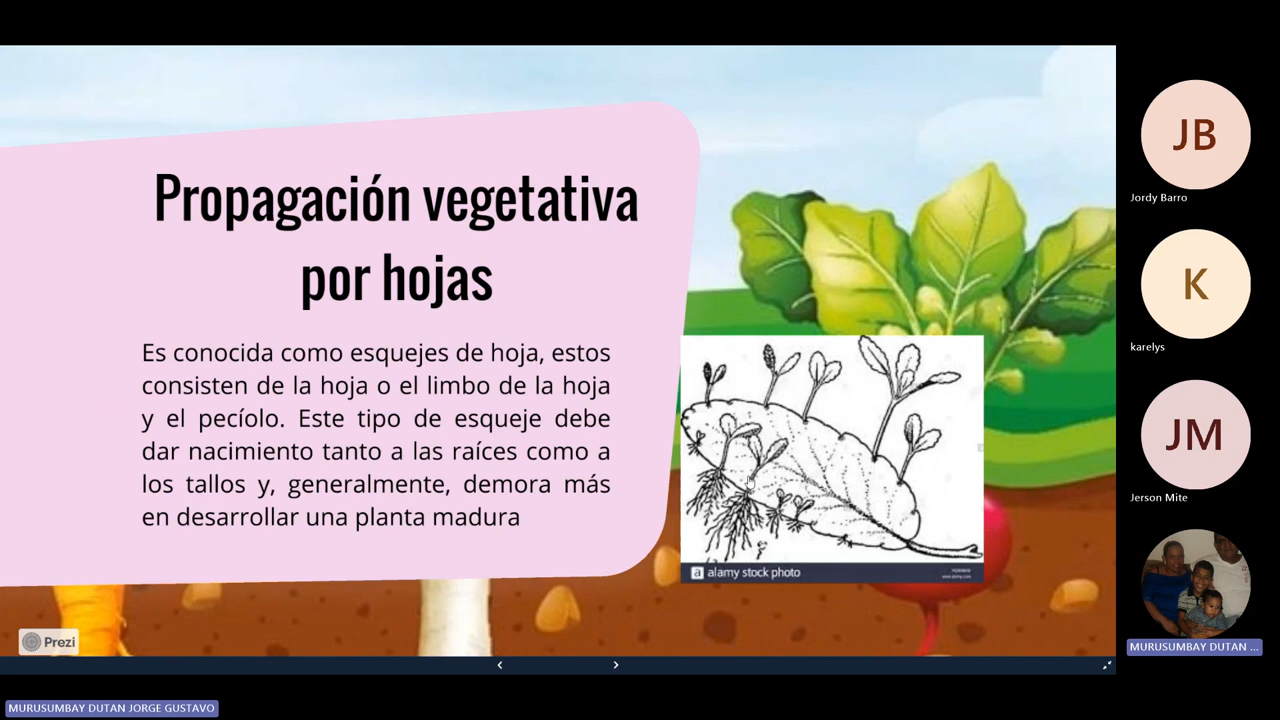 Propagación vegetativa
por hojas
Es conocida como esquejes de hoja, estos
consisten de la hoja o el limbo de la hoja
y el pecíolo. Este tipo de esqueje debe
dar nacimiento tanto a las raíces como a
los tallos y, generalmente, demora más
en desarrollar una planta madura
a alamy stock photo
Prezi
JB
Jordy Barro
K
karelys
JM
Jerson Mite
MURUSUMBAY DUTAN ...
MURUSUMBAY DUTAN JORGE GUSTAVO